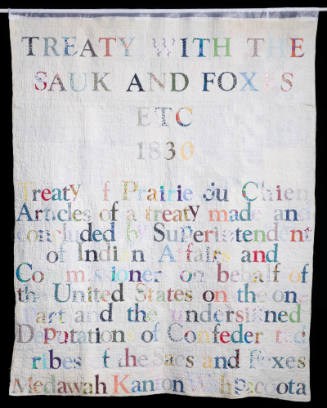 TREATY WITH THE
SAUK AND FOXES
ETC
1830
Treaty of Prairie du Chien
Articles of a treaty made and
concluded by Superintendent
of Indian Affairs and
Commissioner on behalf of
the United States on the one
part and the undersigned
Deputations of Confederated
Tribes of the Sacs and Foxes
Medawah Kanton Wahpacoota